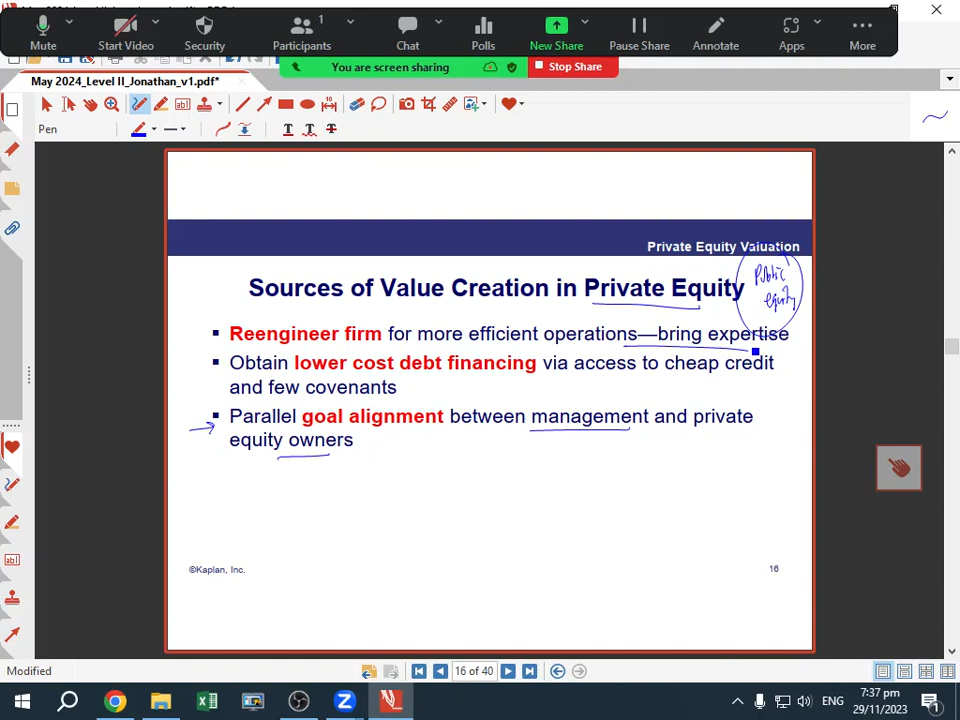 1
Mute
Start Video
Security
Participants
Chat
Polls
New Share
Pause Share
Annotate
Apps
More
You are screen sharing
Stop Share
May 2024_Level II_Jonathan_v1.pdf*
Pen
Private Equity Valuation
Public
equity
Sources of Value Creation in Private Equity
▪ Reengineer firm for more efficient operations—bring expertise
▪ Obtain lower cost debt financing via access to cheap credit
and few covenants
▪ Parallel goal alignment between management and private
equity owners
©Kaplan, Inc.
16
Modified
16 of 40
ENG
7:37 pm
29/11/2023
1